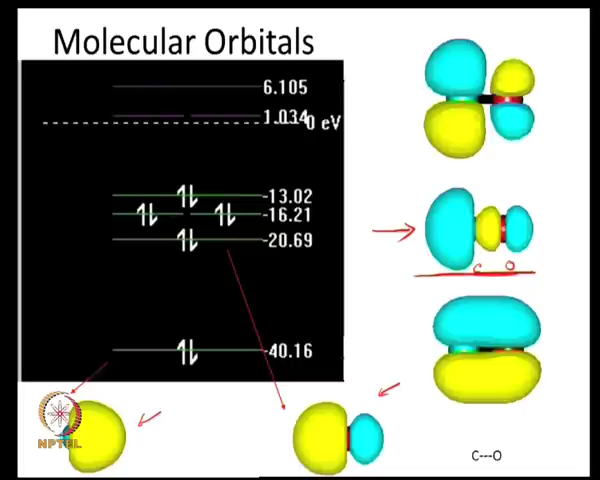 Molecular Orbitals
6.105
1.034
0 eV
-13.02
-16.21
-20.69
C O
-40.16
NPTEL
C---O